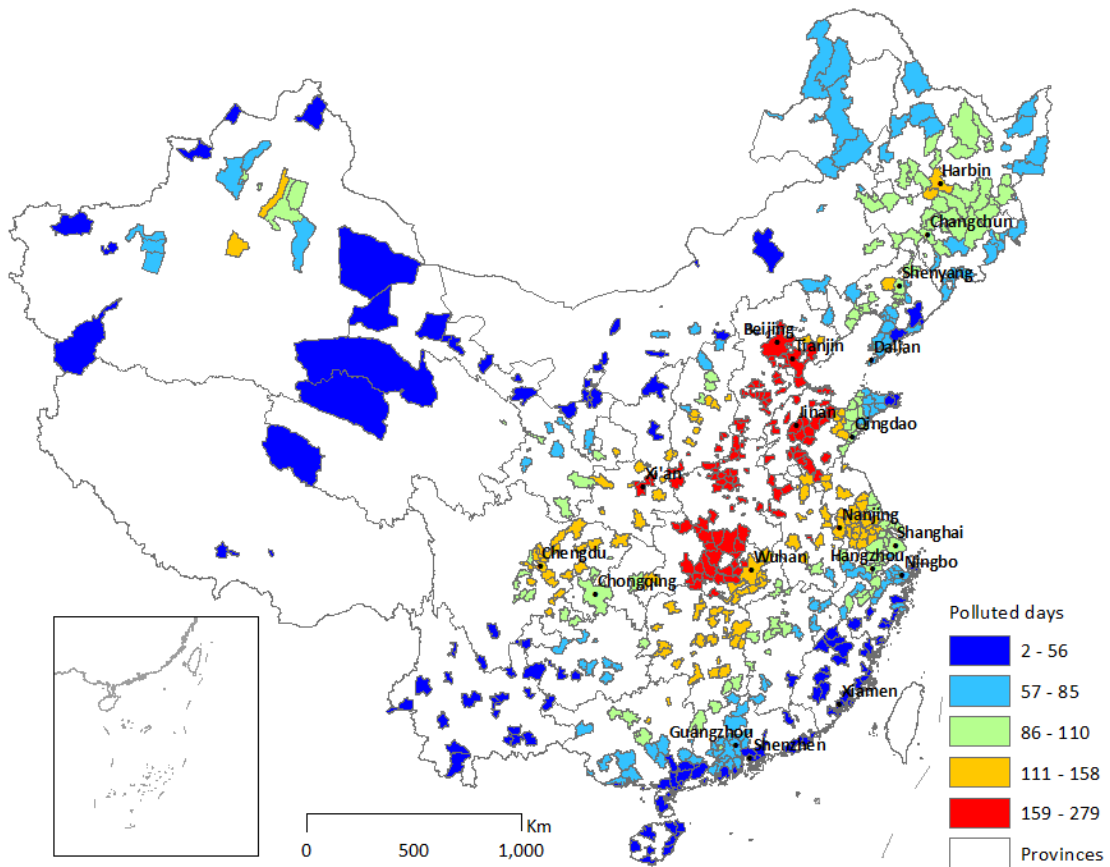 Harbin
Changchun
Shenyang
Beijing
Tianjin
Dalian
Jinan
Qingdao
Xi'an
Nanjing
Shanghai
Chengdu
Wuhan
Hangzhou
Ningbo
Chongqing
Xiamen
Guangzhou
Shenzhen
Polluted days
2 - 56
57 - 85
86 - 110
111 - 158
159 - 279
Provinces
Km
0 500 1,000